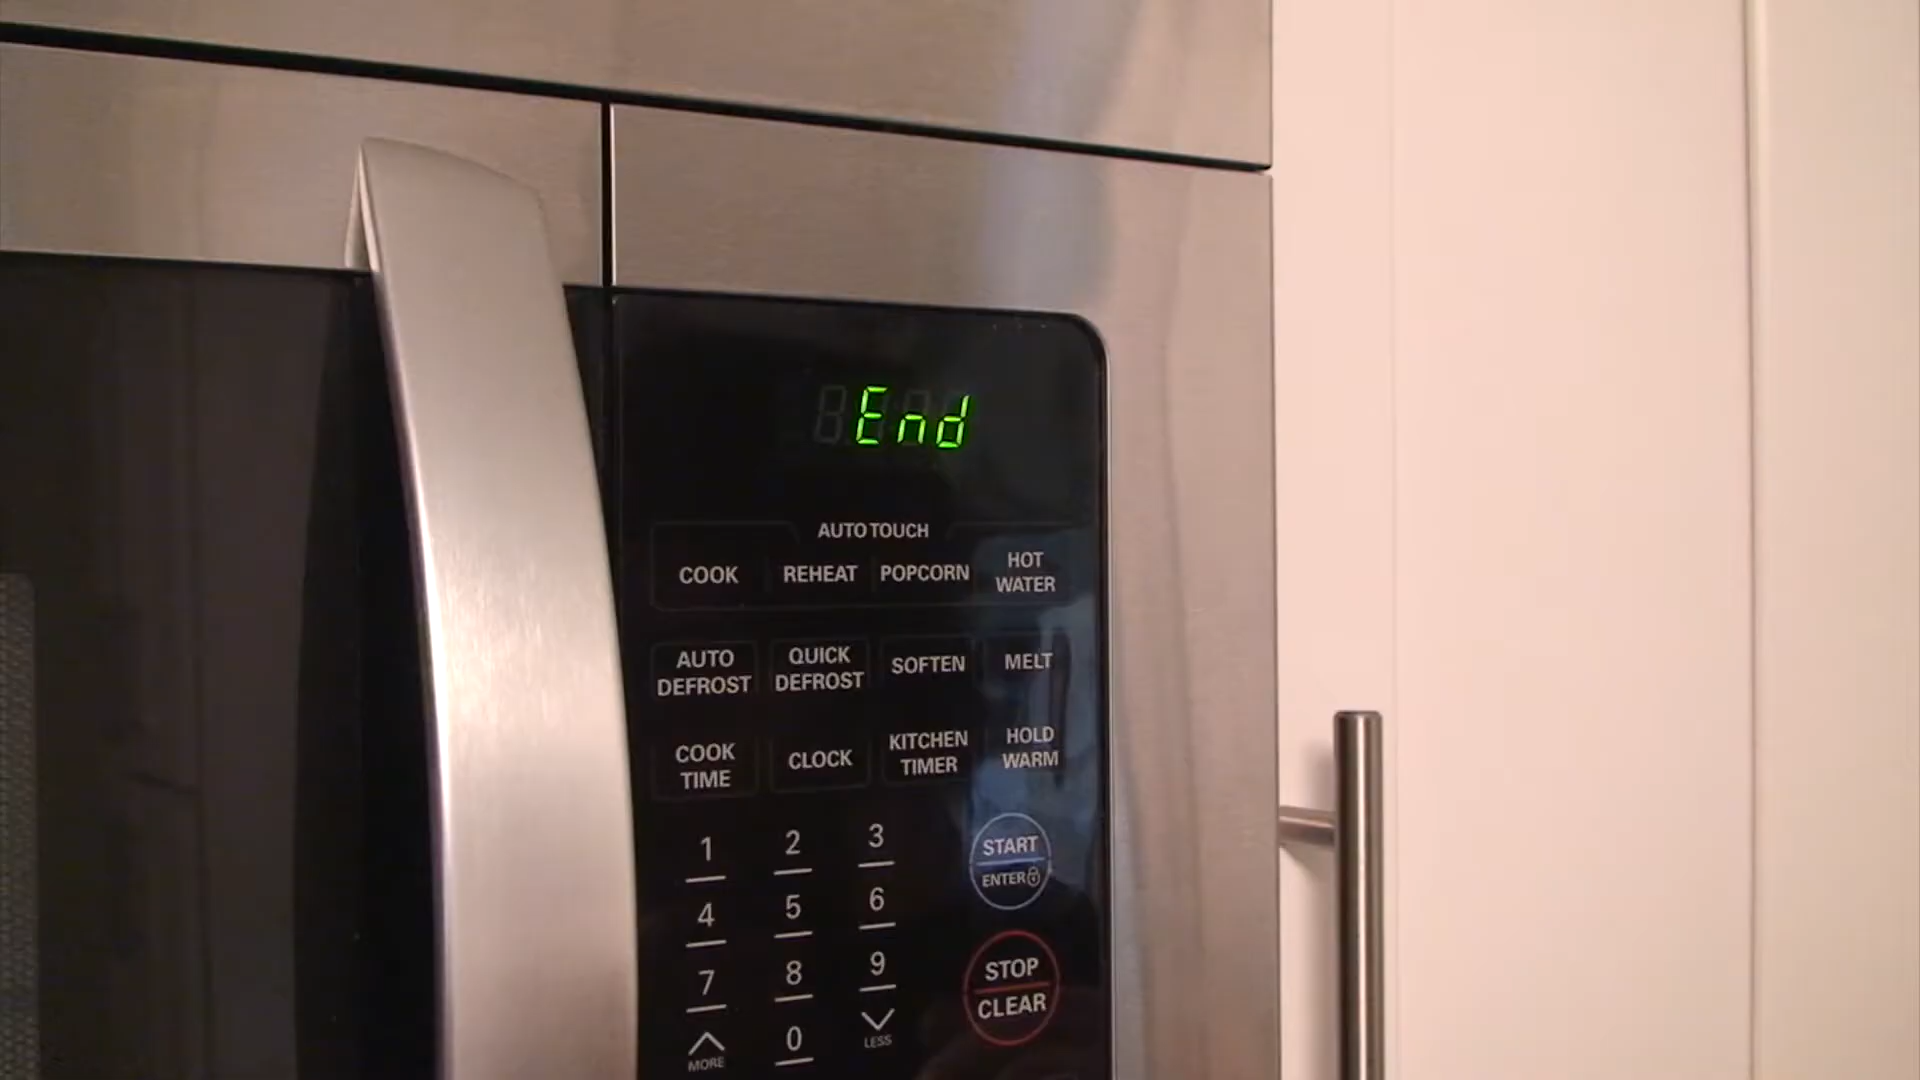 End
AUTO TOUCH
COOK REHEAT POPCORN HOT WATER
AUTO DEFROST QUICK DEFROST SOFTEN MELT
COOK TIME CLOCK KITCHEN TIMER HOLD WARM
1 2 3
START
ENTER
4 5 6
7 8 9
STOP
CLEAR
MORE 0 LESS